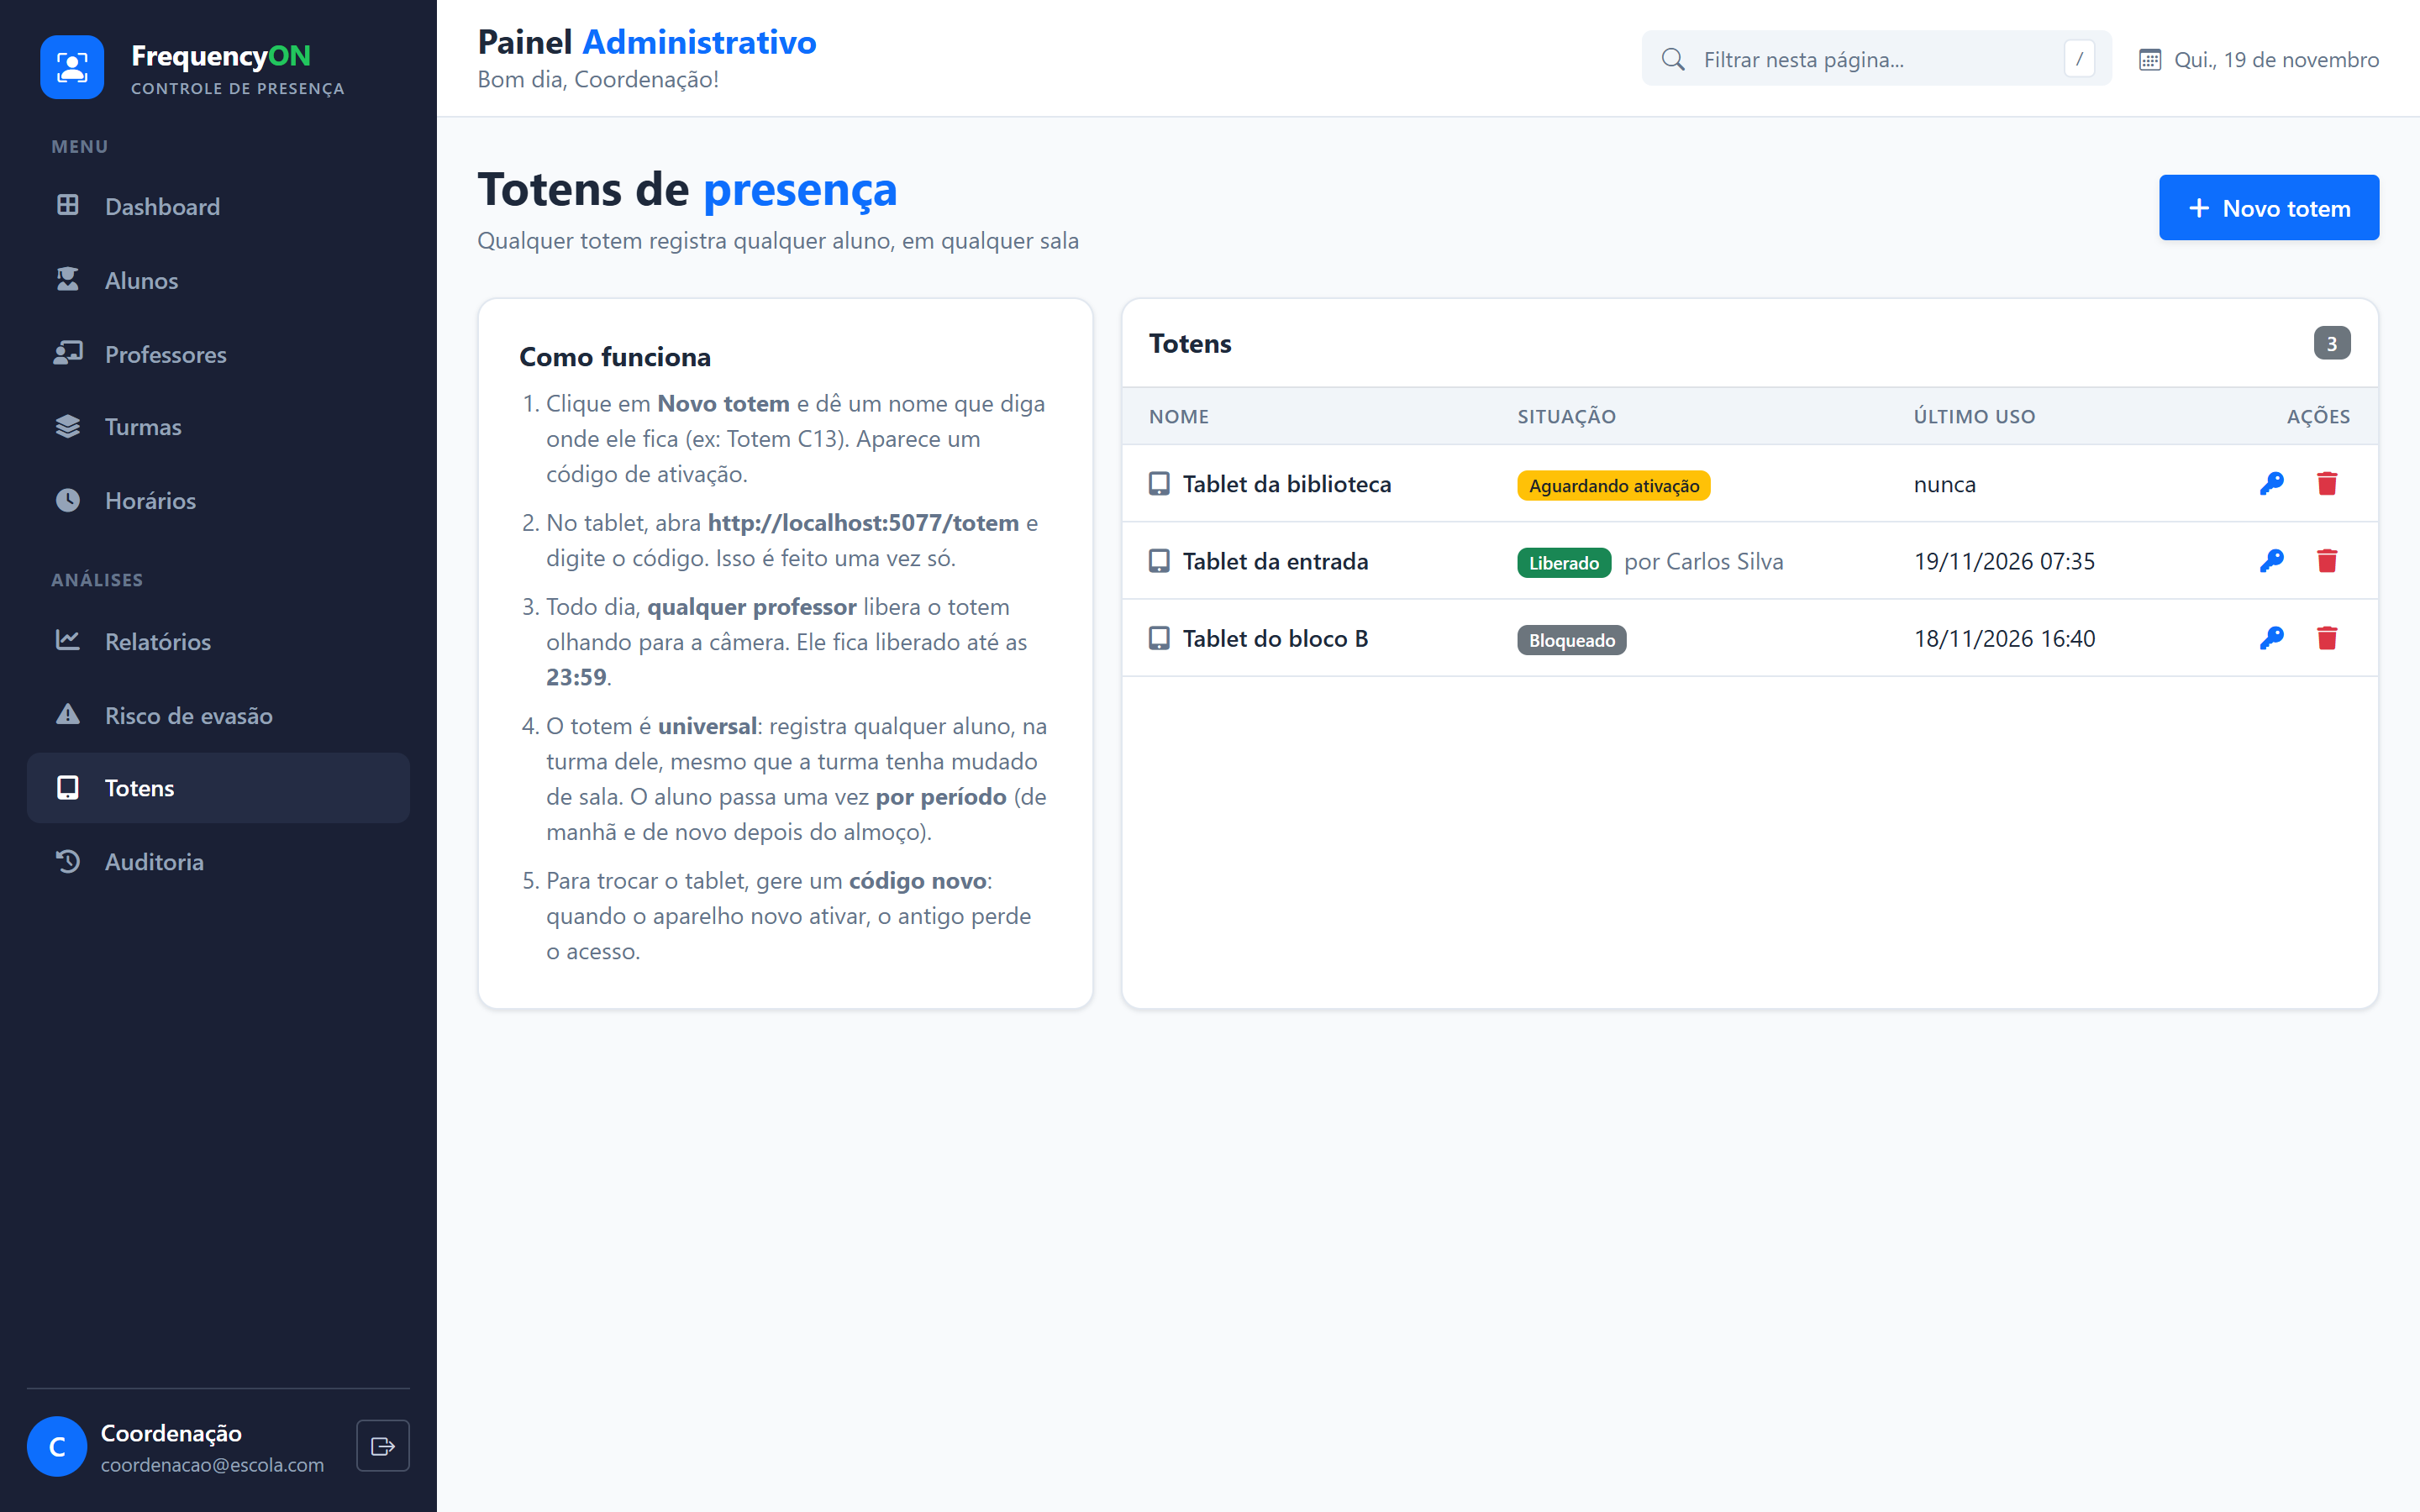 FrequencyON
CONTROLE DE PRESENÇA
MENU
Dashboard
Alunos
Professores
Turmas
Horários
ANÁLISES
Relatórios
Risco de evasão
Totens
Auditoria
C
Coordenação
coordenacao@escola.com
Painel Administrativo
Bom dia, Coordenação!
Filtrar nesta página...
/
Qui., 19 de novembro
Totens de presença
Qualquer totem registra qualquer aluno, em qualquer sala
+ Novo totem
Como funciona
1. Clique em Novo totem e dê um nome que diga
onde ele fica (ex: Totem C13). Aparece um
código de ativação.
2. No tablet, abra http://localhost:5077/totem e
digite o código. Isso é feito uma vez só.
3. Todo dia, qualquer professor libera o totem
olhando para a câmera. Ele fica liberado até as
23:59.
4. O totem é universal: registra qualquer aluno, na
turma dele, mesmo que a turma tenha mudado
de sala. O aluno passa uma vez por período (de
manhã e de novo depois do almoço).
5. Para trocar o tablet, gere um código novo:
quando o aparelho novo ativar, o antigo perde
o acesso.
Totens
3
NOME SITUAÇÃO ÚLTIMO USO AÇÕES
Tablet da biblioteca Aguardando ativação nunca
Tablet da entrada Liberado por Carlos Silva 19/11/2026 07:35
Tablet do bloco B Bloqueado 18/11/2026 16:40